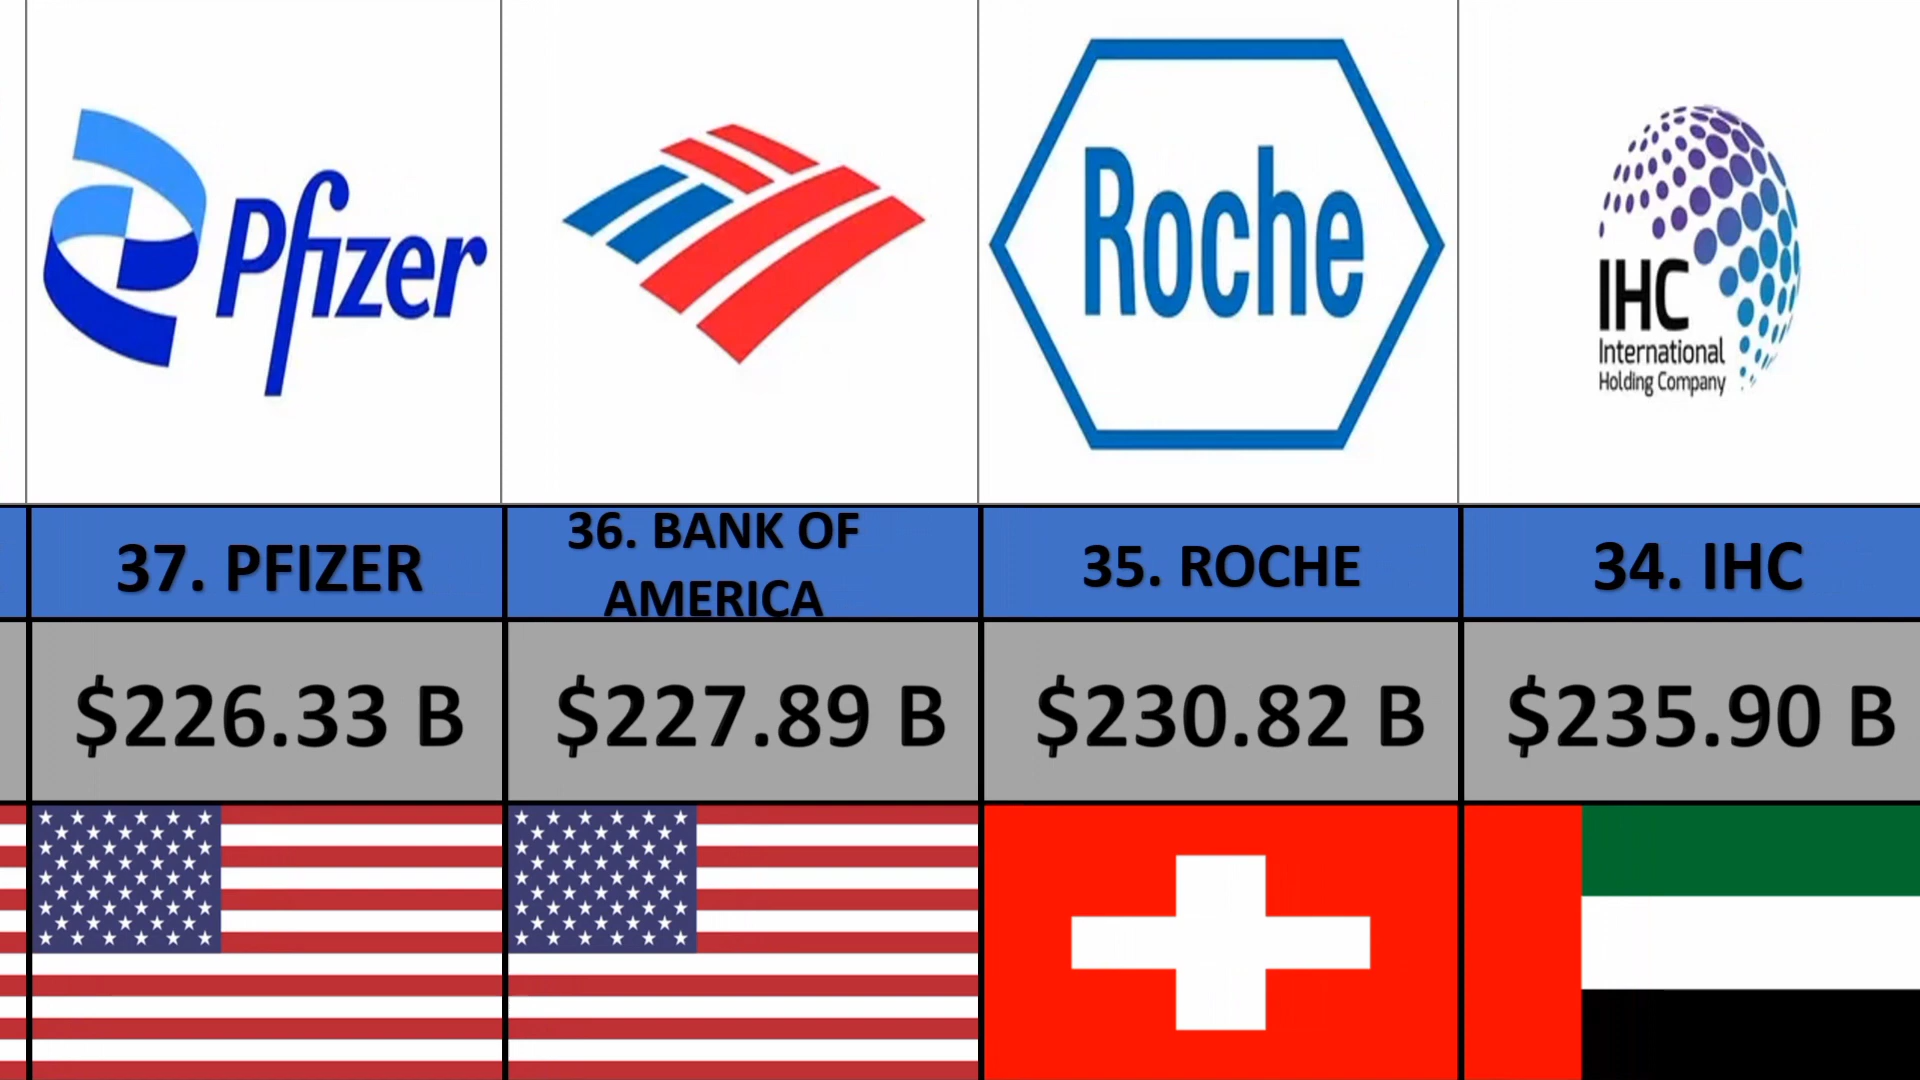 Pfizer
Roche
IHC
International
Holding Company
37. PFIZER
36. BANK OF
AMERICA
35. ROCHE
34. IHC
$226.33 B
$227.89 B
$230.82 B
$235.90 B